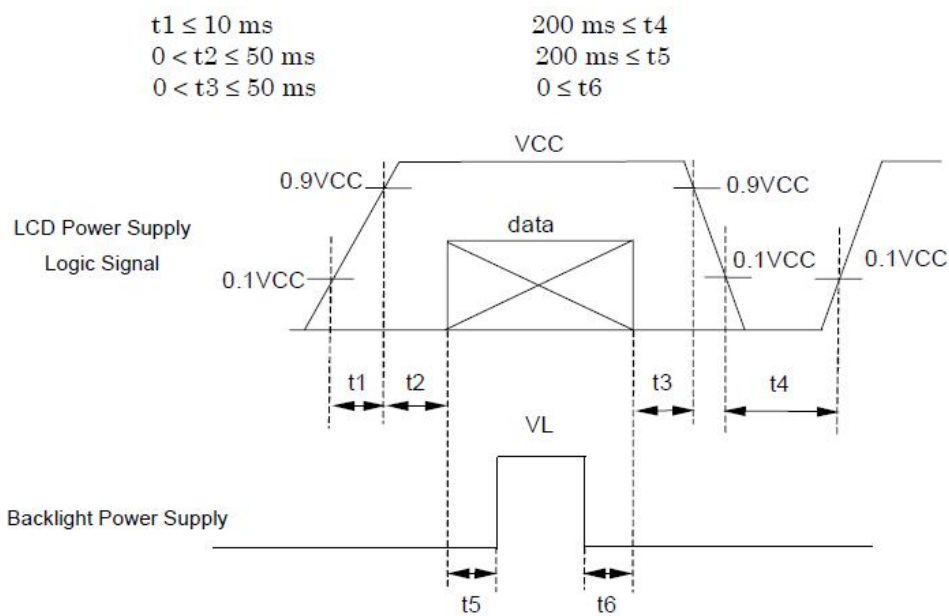 t1 ≤ 10 ms
200 ms ≤ t4
0 < t2 ≤ 50 ms
200 ms ≤ t5
0 < t3 ≤ 50 ms
0 ≤ t6
VCC
0.9VCC
0.9VCC
LCD Power Supply
Logic Signal
data
0.1VCC
0.1VCC
0.1VCC
t1
t2
t3
t4
VL
Backlight Power Supply
t5
t6